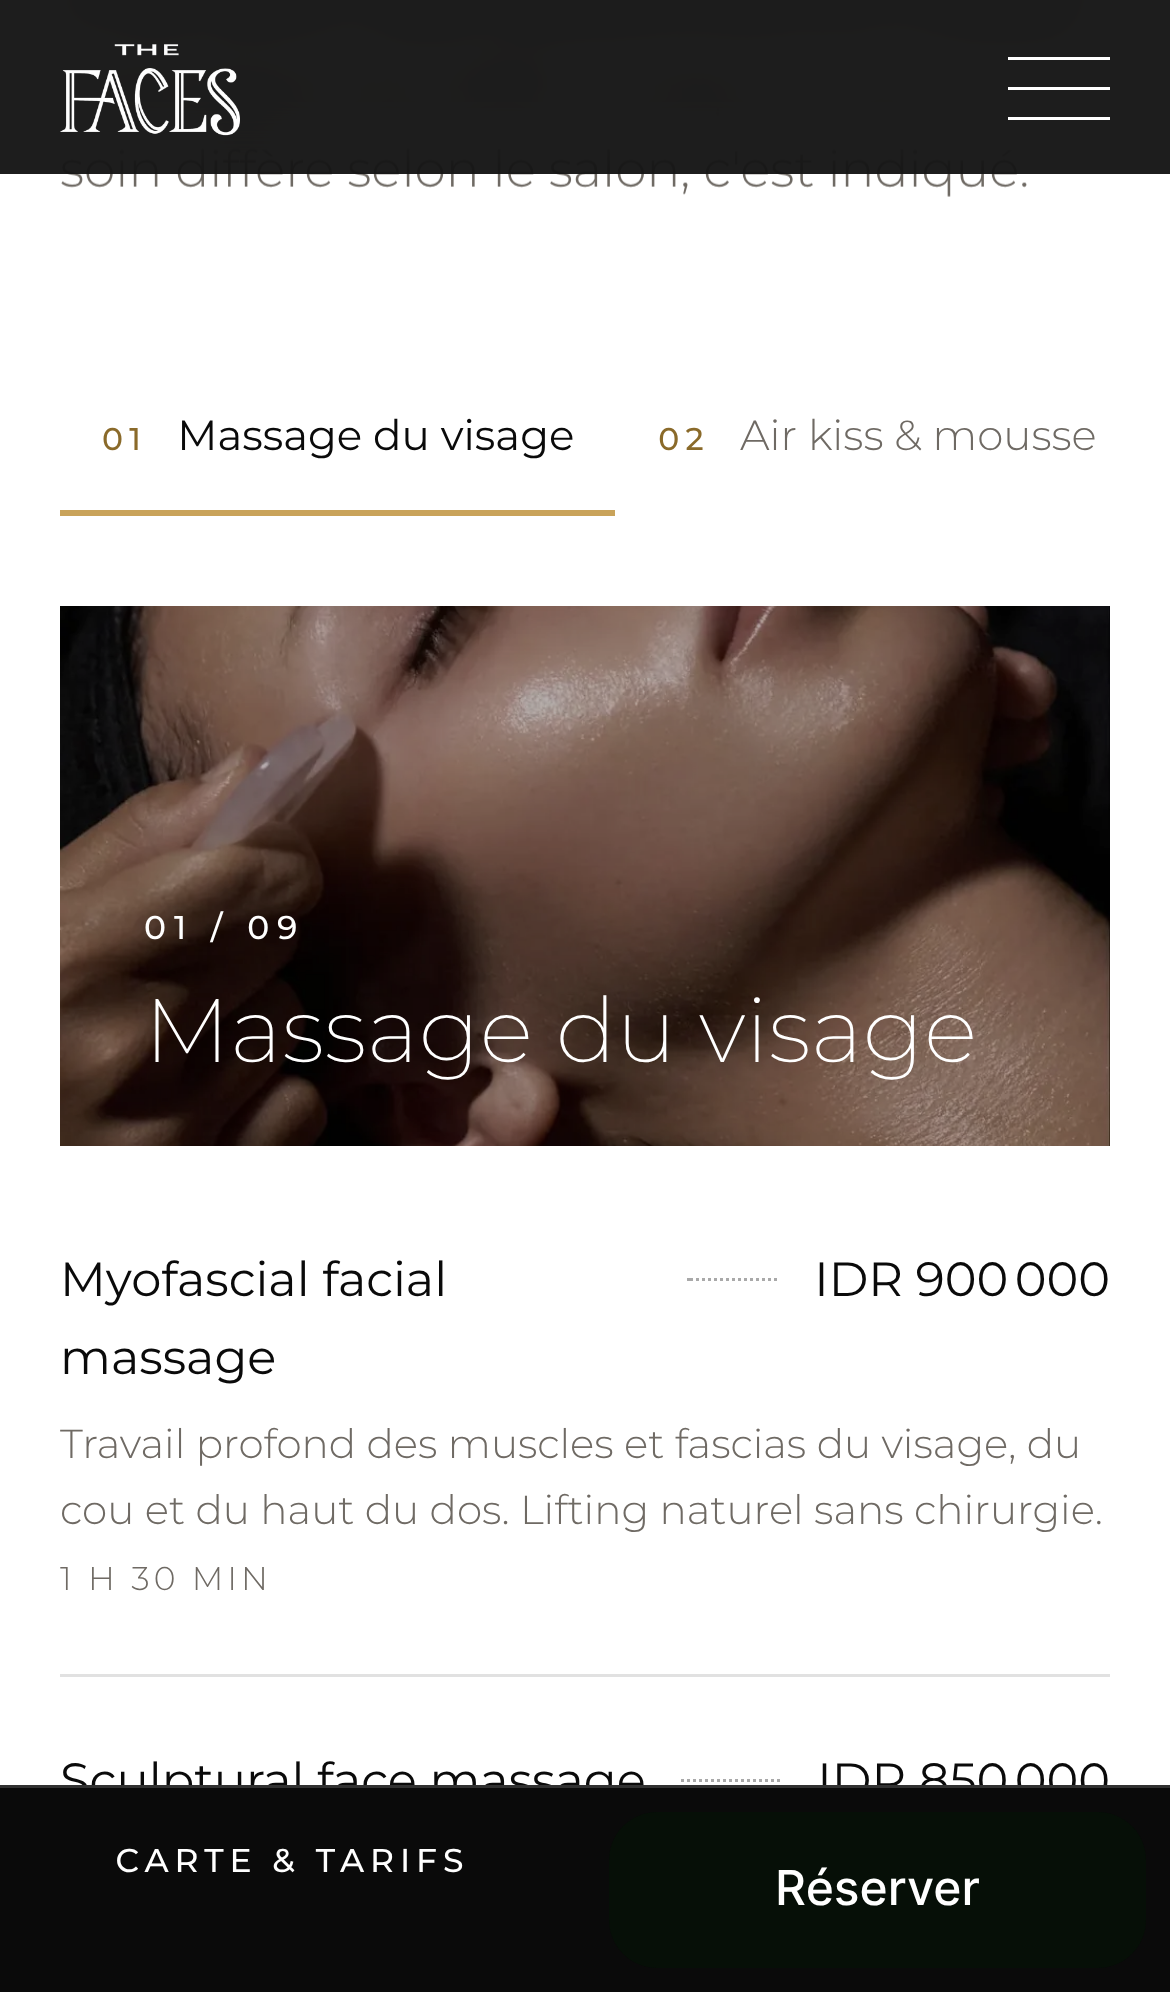 THE
FACES
soin diffère selon le salon, c'est indiqué.
01 Massage du visage 02 Air kiss & mousse
01 / 09
Massage du visage
Myofascial facial IDR 900 000
massage
Travail profond des muscles et fascias du visage, du
cou et du haut du dos. Lifting naturel sans chirurgie.
1 H 30 MIN
Sculptural face massage IDR 850 000
CARTE & TARIFS
Réserver